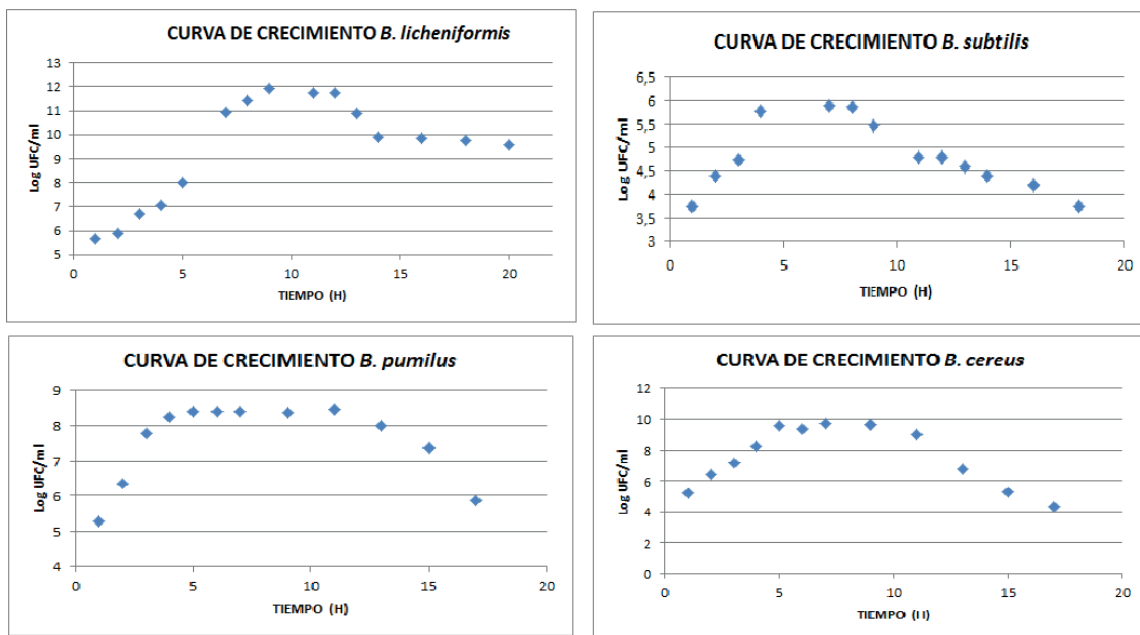 CURVA DE CRECIMIENTO B. licheniformis
Log UFC/ml
13
12
11
10
9
8
7
6
5
0 5 10 15 20
TIEMPO (H)
CURVA DE CRECIMIENTO B. subtilis
Log UFC/ml
6,5
6
5,5
5
4,5
4
3,5
3
0 5 10 15 20
TIEMPO (H)
CURVA DE CRECIMIENTO B. pumilus
Log UFC/ml
9
8
7
6
5
4
0 5 10 15 20
TIEMPO (H)
CURVA DE CRECIMIENTO B. cereus
Log UFC/ml
12
10
8
6
4
2
0
0 5 10 15 20
TIEMPO (H)